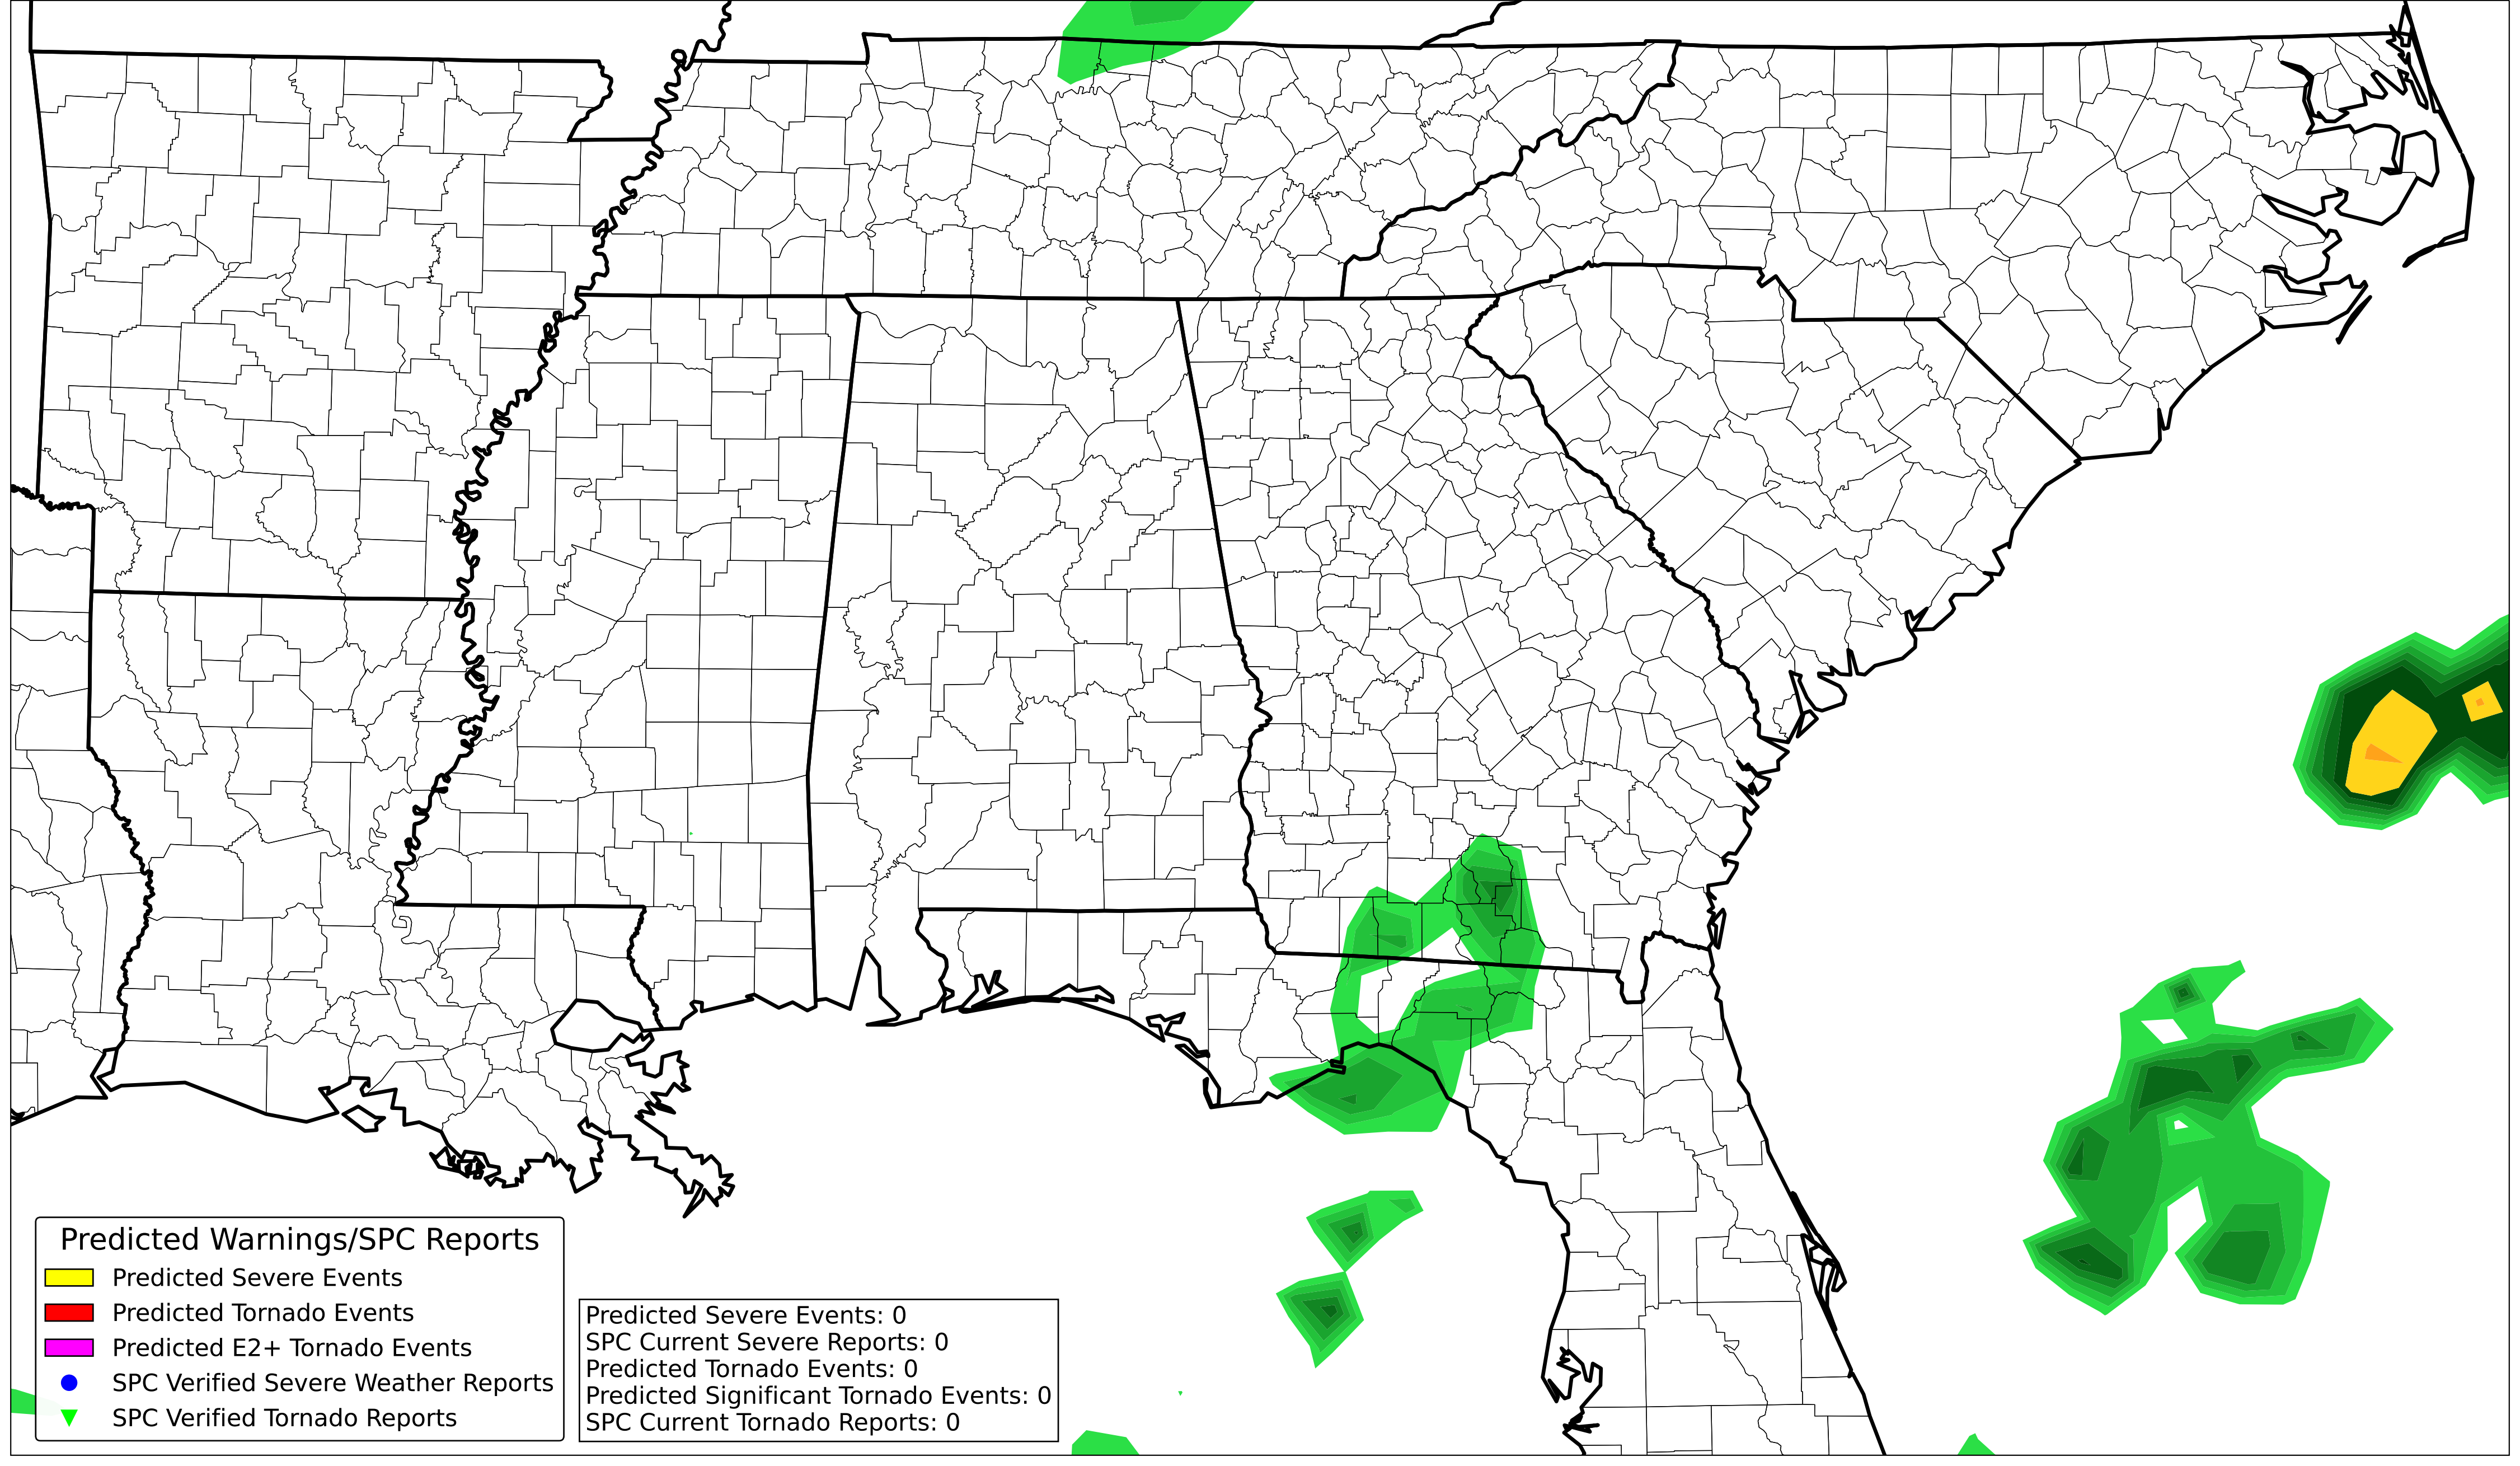 Predicted Warnings/SPC Reports
Predicted Severe Events
Predicted Tornado Events
Predicted E2+ Tornado Events
SPC Verified Severe Weather Reports
SPC Verified Tornado Reports
Predicted Severe Events: 0
SPC Current Severe Reports: 0
Predicted Tornado Events: 0
Predicted Significant Tornado Events: 0
SPC Current Tornado Reports: 0